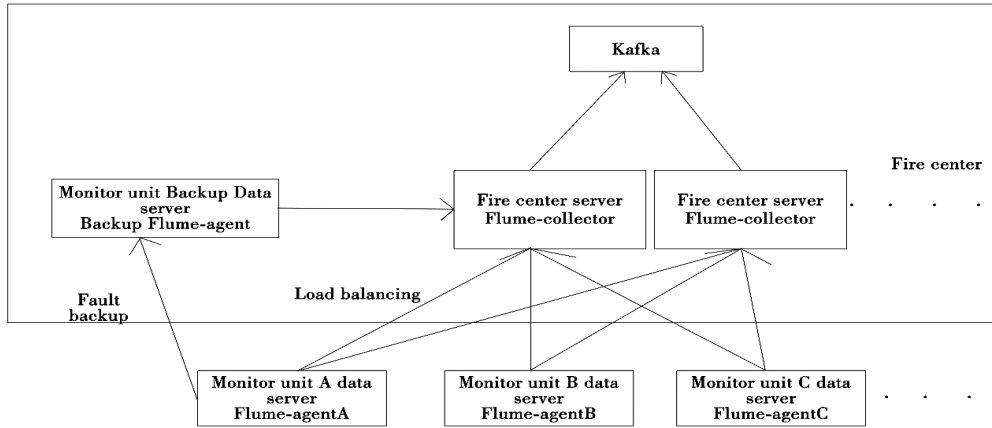 Kafka
Fire center
Monitor unit Backup Data
server
Backup Flume-agent
Fire center server
Flume-collector
Fire center server
Flume-collector
Load balancing
Fault
backup
Monitor unit A data
server
Flume-agentA
Monitor unit B data
server
Flume-agentB
Monitor unit C data
server
Flume-agentC